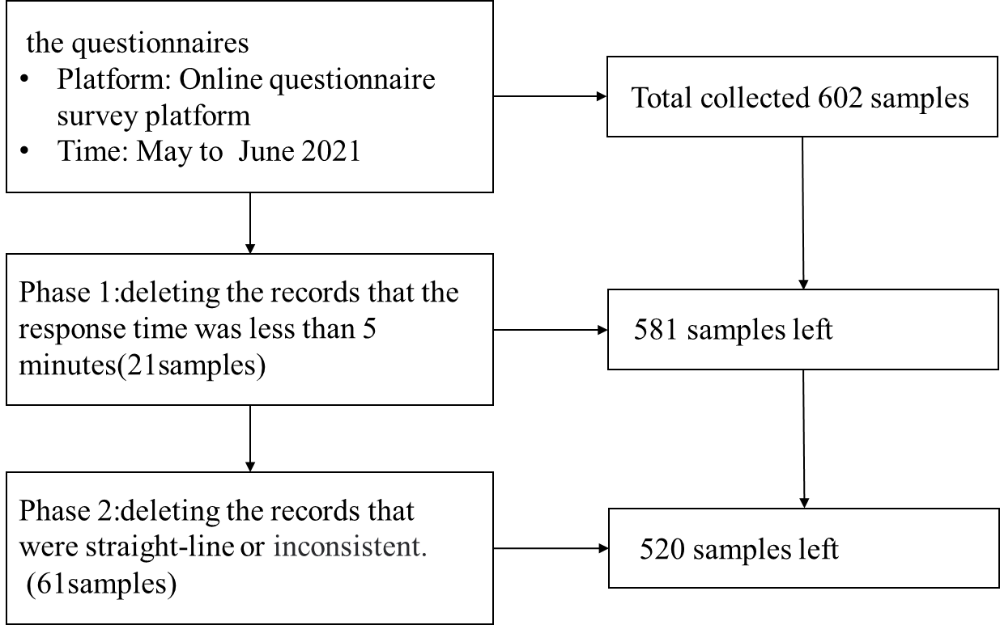 the questionnaires
• Platform: Online questionnaire
survey platform
• Time: May to  June 2021
Total collected 602 samples
Phase 1:deleting the records that the
response time was less than 5
minutes(21samples)
581 samples left
Phase 2:deleting the records that
were straight-line or inconsistent.
(61samples)
520 samples left